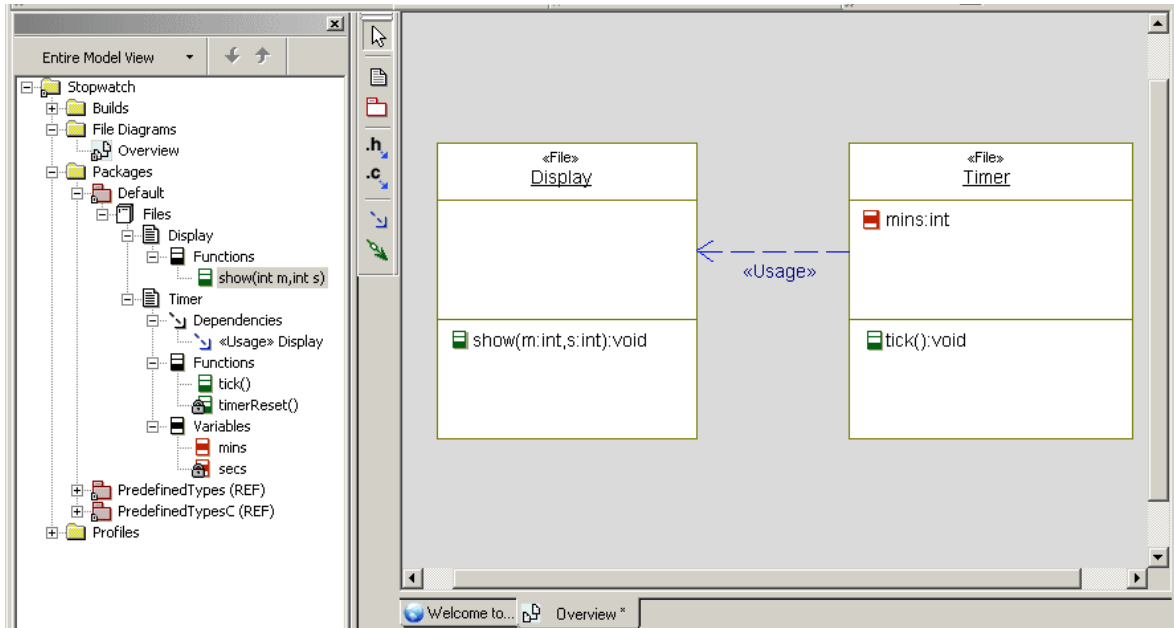 Entire Model View
Stopwatch
Builds
File Diagrams
Overview
Packages
Default
Files
Display
Functions
show(int m,int s)
Timer
Dependencies
«Usage» Display
Functions
tick()
timerReset()
Variables
mins
secs
PredefinedTypes (REF)
PredefinedTypesC (REF)
Profiles
.h
.c
«File»
Display
show(m:int,s:int):void
«Usage»
«File»
Timer
mins:int
tick():void
Welcome to...
Overview *